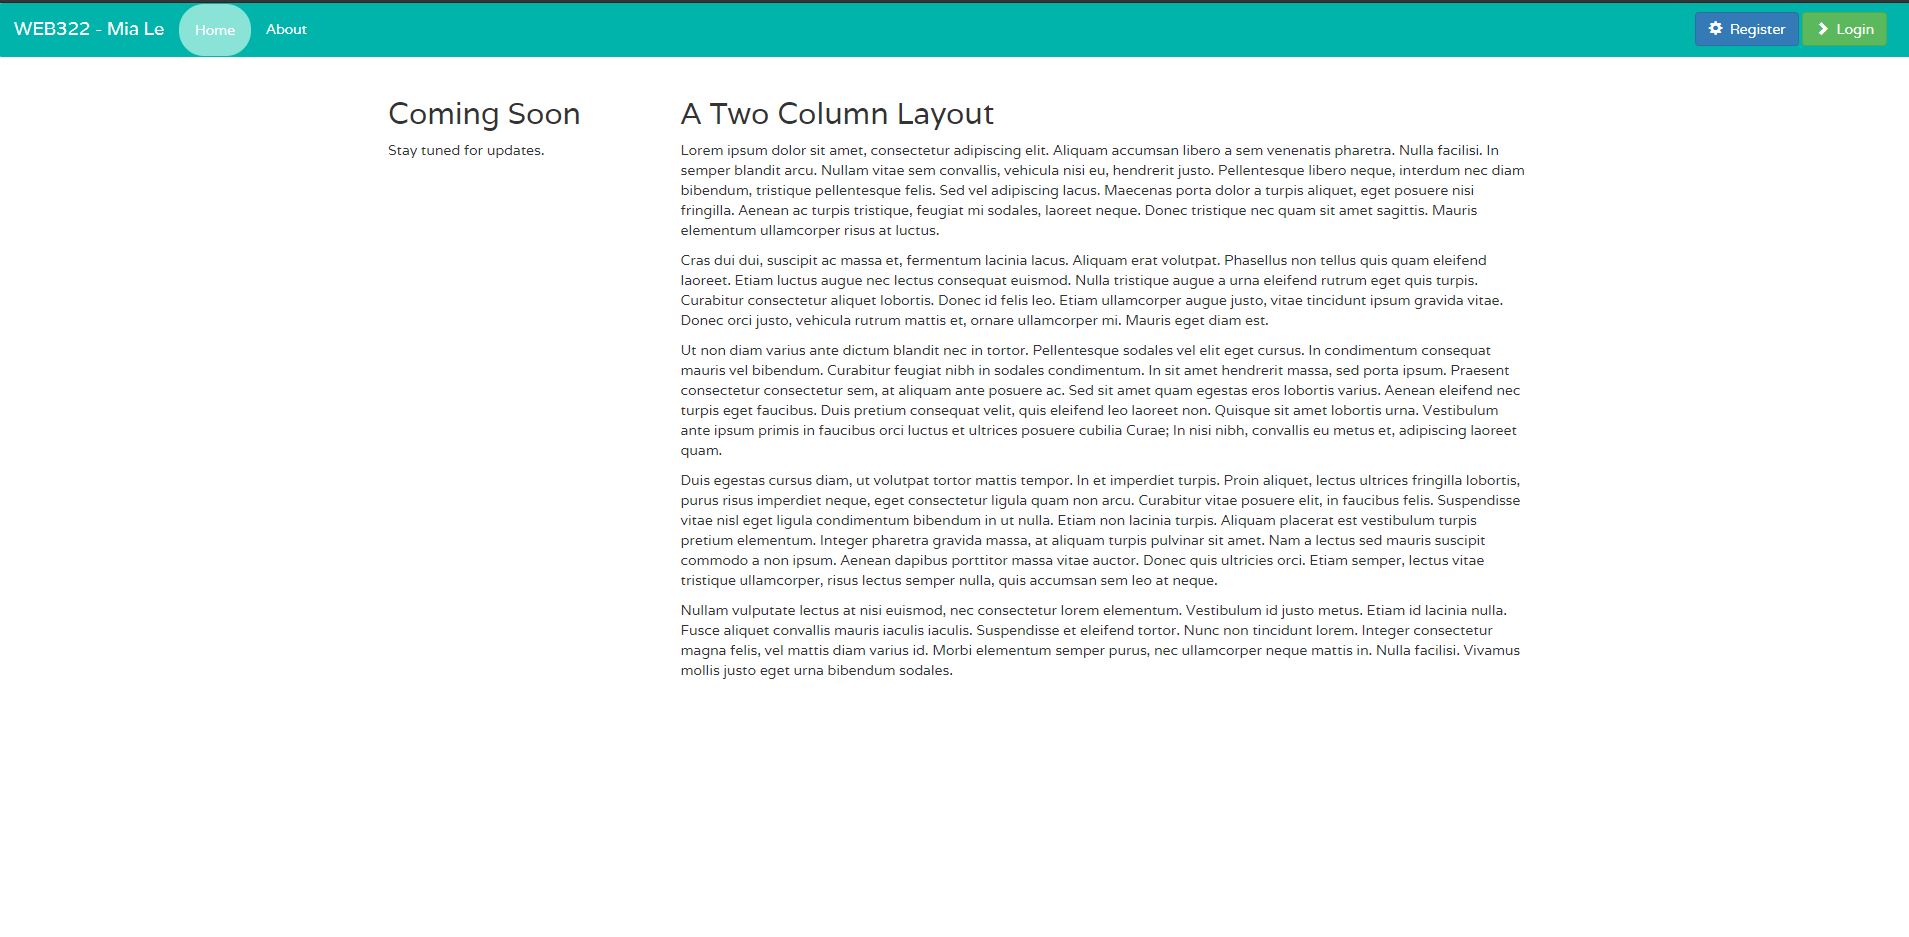 WEB322 - Mia Le Home About Register Login
Coming Soon
Stay tuned for updates.
A Two Column Layout
Lorem ipsum dolor sit amet, consectetur adipiscing elit. Aliquam accumsan libero a sem venenatis pharetra. Nulla facilisi. In
semper blandit arcu. Nullam vitae sem convallis, vehicula nisi eu, hendrerit justo. Pellentesque libero neque, interdum nec diam
bibendum, tristique pellentesque felis. Sed vel adipiscing lacus. Maecenas porta dolor a turpis aliquet, eget posuere nisi
fringilla. Aenean ac turpis tristique, feugiat mi sodales, laoreet neque. Donec tristique nec quam sit amet sagittis. Mauris
elementum ullamcorper risus at luctus.
Cras dui dui, suscipit ac massa et, fermentum lacinia lacus. Aliquam erat volutpat. Phasellus non tellus quis quam eleifend
laoreet. Etiam luctus augue nec lectus consequat euismod. Nulla tristique augue a urna eleifend rutrum eget quis turpis.
Curabitur consectetur aliquet lobortis. Donec id felis leo. Etiam ullamcorper augue justo, vitae tincidunt ipsum gravida vitae.
Donec orci justo, vehicula rutrum mattis et, ornare ullamcorper mi. Mauris eget diam est.
Ut non diam varius ante dictum blandit nec in tortor. Pellentesque sodales vel elit eget cursus. In condimentum consequat
mauris vel bibendum. Curabitur feugiat nibh in sodales condimentum. In sit amet hendrerit massa, sed porta ipsum. Praesent
consectetur consectetur sem, at aliquam ante posuere ac. Sed sit amet quam egestas eros lobortis varius. Aenean eleifend nec
turpis eget faucibus. Duis pretium consequat velit, quis eleifend leo laoreet non. Quisque sit amet lobortis urna. Vestibulum
ante ipsum primis in faucibus orci luctus et ultrices posuere cubilia Curae; In nisi nibh, convallis eu metus et, adipiscing laoreet
quam.
Duis egestas cursus diam, ut volutpat tortor mattis tempor. In et imperdiet turpis. Proin aliquet, lectus ultrices fringilla lobortis,
purus risus imperdiet neque, eget consectetur ligula quam non arcu. Curabitur vitae posuere elit, in faucibus felis. Suspendisse
vitae nisl eget ligula condimentum bibendum in ut nulla. Etiam non lacinia turpis. Aliquam placerat est vestibulum turpis
pretium elementum. Integer pharetra gravida massa, at aliquam turpis pulvinar sit amet. Nam a lectus sed mauris suscipit
commodo a non ipsum. Aenean dapibus porttitor massa vitae auctor. Donec quis ultricies orci. Etiam semper, lectus vitae
tristique ullamcorper, risus lectus semper nulla, quis accumsan sem leo at neque.
Nullam vulputate lectus at nisi euismod, nec consectetur lorem elementum. Vestibulum id justo metus. Etiam id lacinia nulla.
Fusce aliquet convallis mauris iaculis iaculis. Suspendisse et eleifend tortor. Nunc non tincidunt lorem. Integer consectetur
magna felis, vel mattis diam varius id. Morbi elementum semper purus, nec ullamcorper neque mattis in. Nulla facilisi. Vivamus
mollis justo eget urna bibendum sodales.